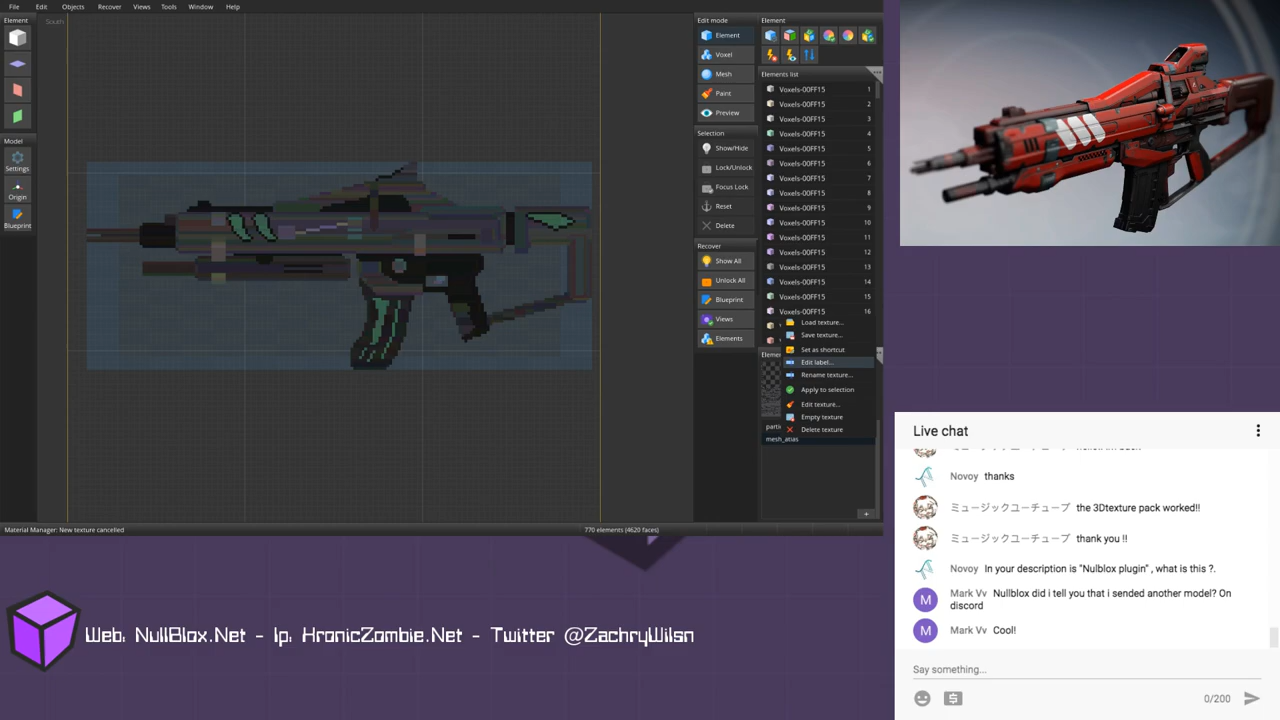 File Edit Objects Recover Views Tools Window Help
Element
South
Model
Settings
Origin
Blueprint
Edit mode
Element
Voxel
Mesh
Paint
Preview
Selection
Show/Hide
Lock/Unlock
Focus Lock
Reset
Delete
Recover
Show All
Unlock All
Blueprint
Views
Elements
Element
Elements list
Voxels-00FF15 1
Voxels-00FF15 2
Voxels-00FF15 3
Voxels-00FF15 4
Voxels-00FF15 5
Voxels-00FF15 6
Voxels-00FF15 7
Voxels-00FF15 8
Voxels-00FF15 9
Voxels-00FF15 10
Voxels-00FF15 11
Voxels-00FF15 12
Voxels-00FF15 13
Voxels-00FF15 14
Voxels-00FF15 15
Voxels-00FF15 16
Load texture...
Save texture...
Set as shortcut
Edit label...
Rename texture...
Apply to selection
Edit texture...
Empty texture
Delete texture
mesh_atlas
Material Manager: New texture cancelled
770 elements (4620 faces)
Web: NullBlox.Net - Ip: HronicZombie.Net - Twitter @ZachryWilsn
Live chat
Novoy thanks
ミュージックユーチューブ the 3Dtexture pack worked!!
ミュージックユーチューブ thank you !!
Novoy In your description is "Nulblox plugin" , what is this ?.
M Mark Vv Nullblox did i tell you that i sended another model? On
discord
M Mark Vv Cool!
Say something...
0/200